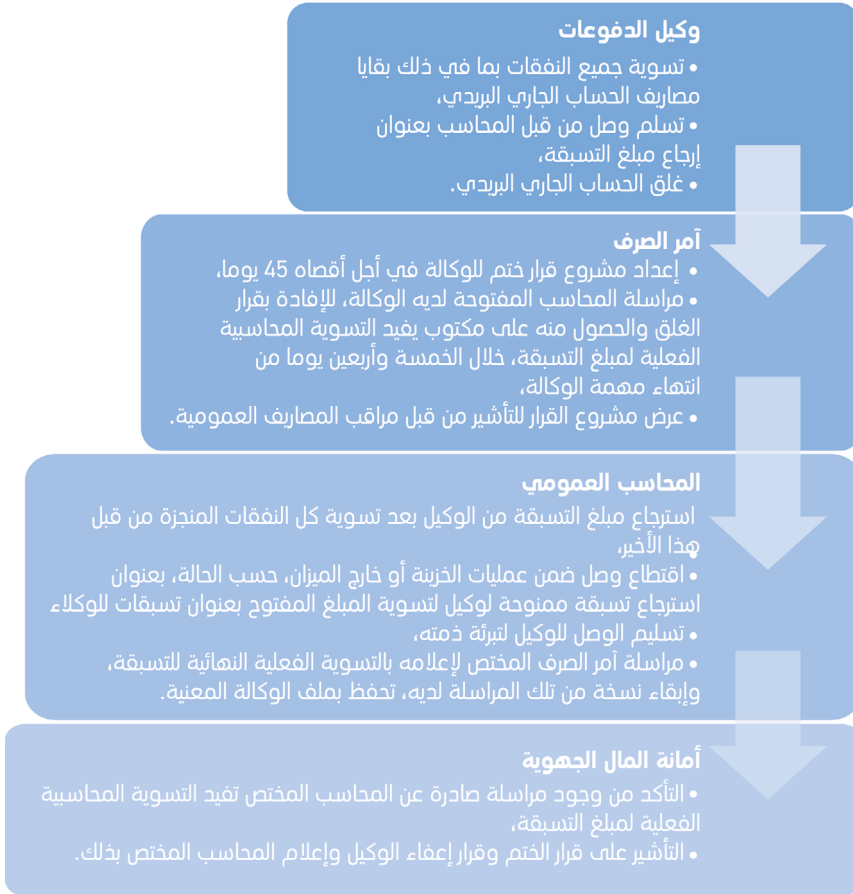 وكيل الدفوعات
• تسوية جميع النفقات بما في ذلك بقايا
مصاريف الحساب الجاري البريدي،
• تسلم وصل من قبل المحاسب بعنوان
إرجاع مبلغ التسبقة،
• غلق الحساب الجاري البريدي.
آمر الصرف
• إعداد مشروع قرار ختم للوكالة في أجل أقصاه 45 يوما،
• مراسلة المحاسب المفتوحة لديه الوكالة، للإفادة بقرار
الغلق والحصول منه على مكتوب يفيد التسوية المحاسبية
الفعلية لمبلغ التسبقة، خلال الخمسة وأربعين يوما من
انتهاء مهمة الوكالة،
• عرض مشروع القرار للتأشير من قبل مراقب المصاريف العمومية.
المحاسب العمومي
استرجاع مبلغ التسبقة من الوكيل بعد تسوية كل النفقات المنجزة من قبل
هذا الأخير،
•
• اقتطاع وصل ضمن عمليات الخزينة أو خارج الميزان، حسب الحالة، بعنوان
استرجاع تسبقة ممنوحة لوكيل لتسوية المبلغ المفتوح بعنوان تسبقات للوكلاء
• تسليم الوصل للوكيل لتبرئة ذمته،
• مراسلة آمر الصرف المختص لإعلامه بالتسوية الفعلية النهائية للتسبقة،
وإبقاء نسخة من تلك المراسلة لديه، تحفظ بملف الوكالة المعنية.
أمانة المال الجهوية
• التأكد من وجود مراسلة صادرة عن المحاسب المختص تفيد التسوية المحاسبية
الفعلية لمبلغ التسبقة،
• التأشير على قرار الختم وقرار إعفاء الوكيل وإعلام المحاسب المختص بذلك.